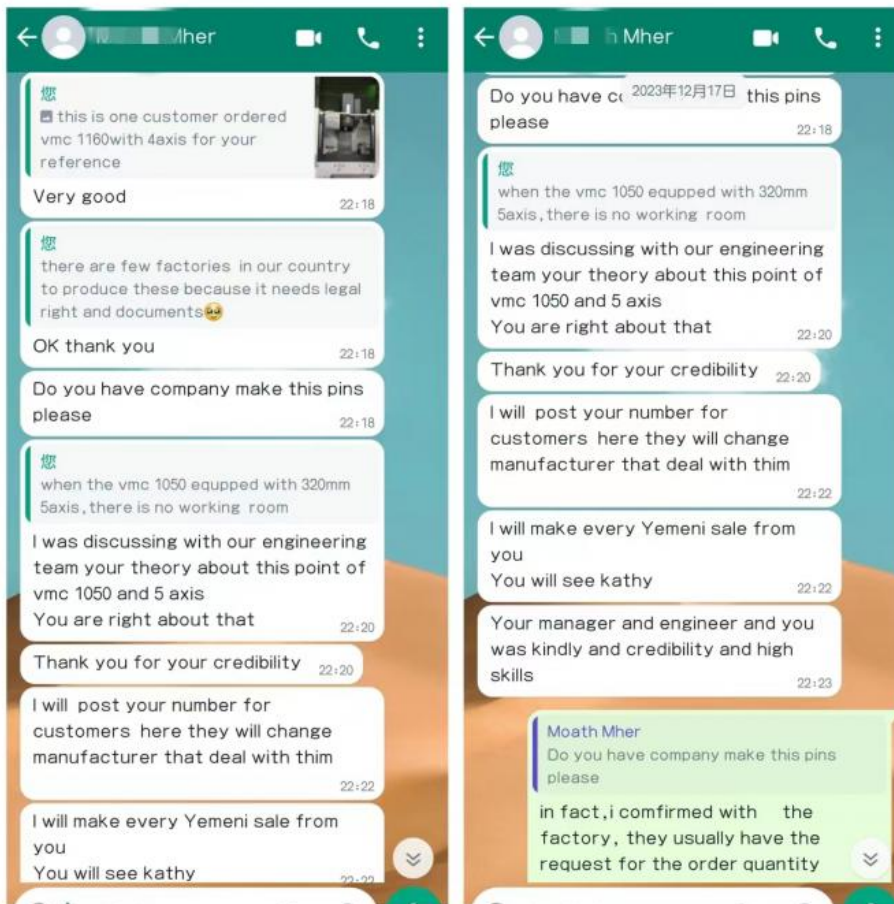 Mher
您
this is one customer ordered
vmc 1160with 4axis for your
reference
Very good
22:18
您
there are few factories in our country
to produce these because it needs legal
right and documents🥹
OK thank you
22:18
Do you have company make this pins
please
22:18
您
when the vmc 1050 equpped with 320mm
5axis,there is no working room
I was discussing with our engineering
team your theory about this point of
vmc 1050 and 5 axis
You are right about that
22:20
Thank you for your credibility 22:20
I will post your number for
customers here they will change
manufacturer that deal with thim
22:22
I will make every Yemeni sale from
you
You will see kathy
22:22
h Mher
2023年12月17日
Do you have co this pins
please
22:18
您
when the vmc 1050 equpped with 320mm
5axis,there is no working room
I was discussing with our engineering
team your theory about this point of
vmc 1050 and 5 axis
You are right about that
22:20
Thank you for your credibility 22:20
I will post your number for
customers here they will change
manufacturer that deal with thim
22:22
I will make every Yemeni sale from
you
You will see kathy
22:22
Your manager and engineer and you
was kindly and credibility and high
skills
22:23
Moath Mher
Do you have company make this pins
please
in fact,i comfirmed with the
factory, they usually have the
request for the order quantity